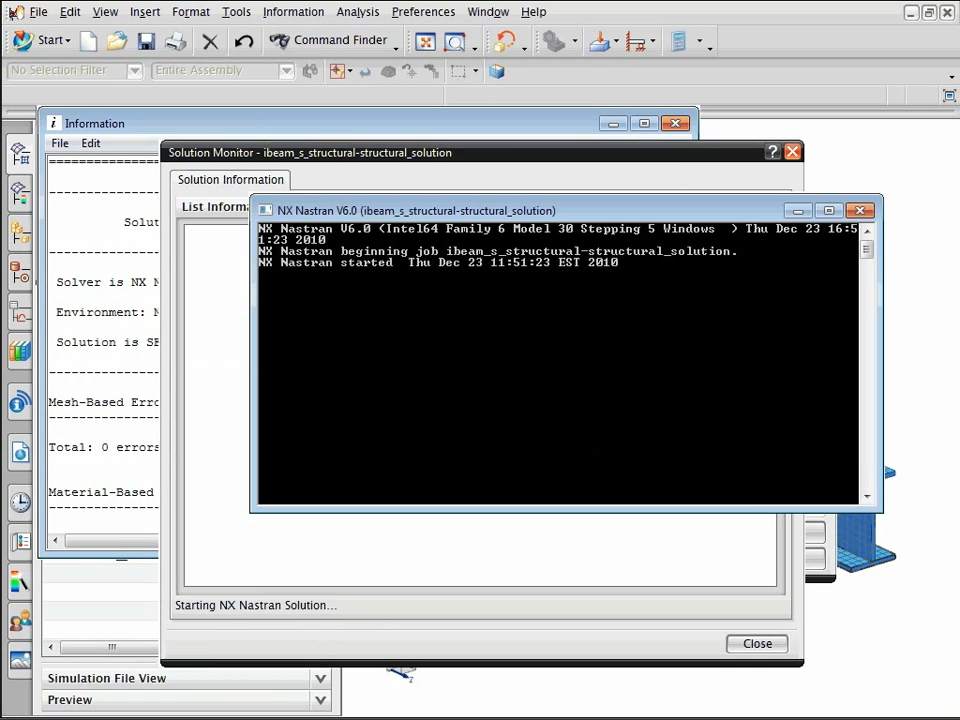 File Edit View Insert Format Tools Information Analysis Preferences Window Help
Start Command Finder
No Selection Filter Entire Assembly
Information
File Edit
Solution Monitor - ibeam_s_structural-structural_solution
Solution Information
List Informa
NX Nastran V6.0 (ibeam_s_structural-structural_solution)
NX Nastran V6.0 (Intel64 Family 6 Model 30 Stepping 5 Windows ) Thu Dec 23 16:5
1:23 2010
NX Nastran beginning job ibeam_s_structural-structural_solution.
NX Nastran started Thu Dec 23 11:51:23 EST 2010
Solut
Solver is NX N
Environment: N
Solution is SE
Mesh-Based Erro
Total: 0 errors
Material-Based
Starting NX Nastran Solution...
Close
Simulation File View
Preview